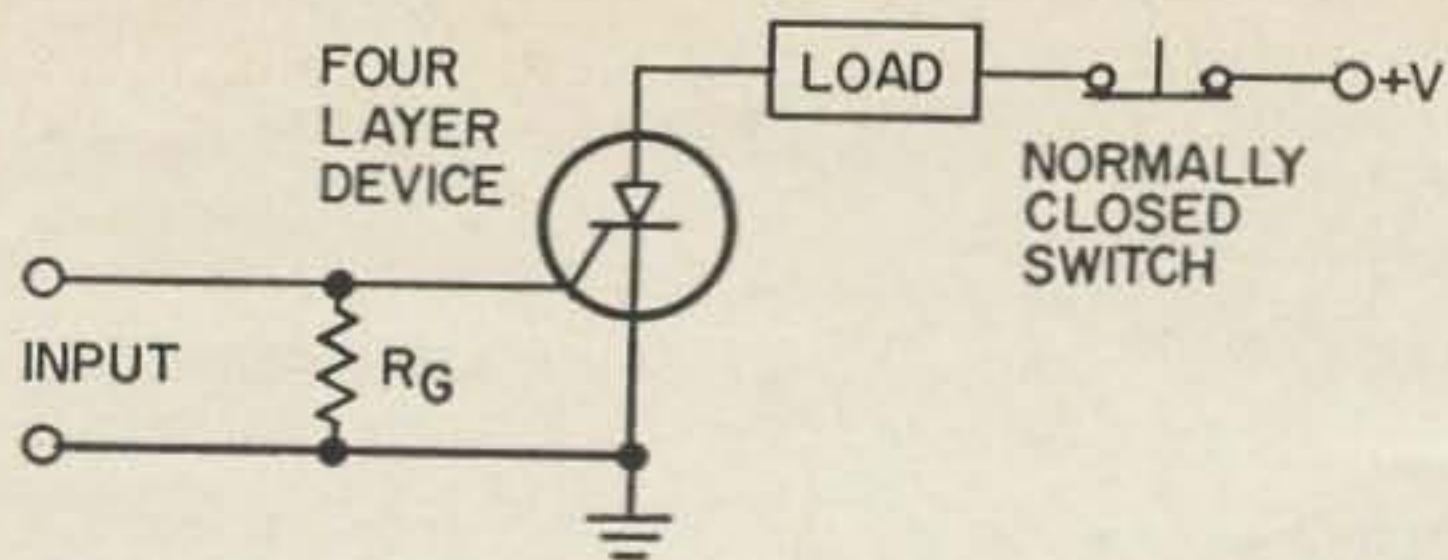 FOUR
LAYER
DEVICE
LOAD
+V
NORMALLY
CLOSED
SWITCH
INPUT
RG